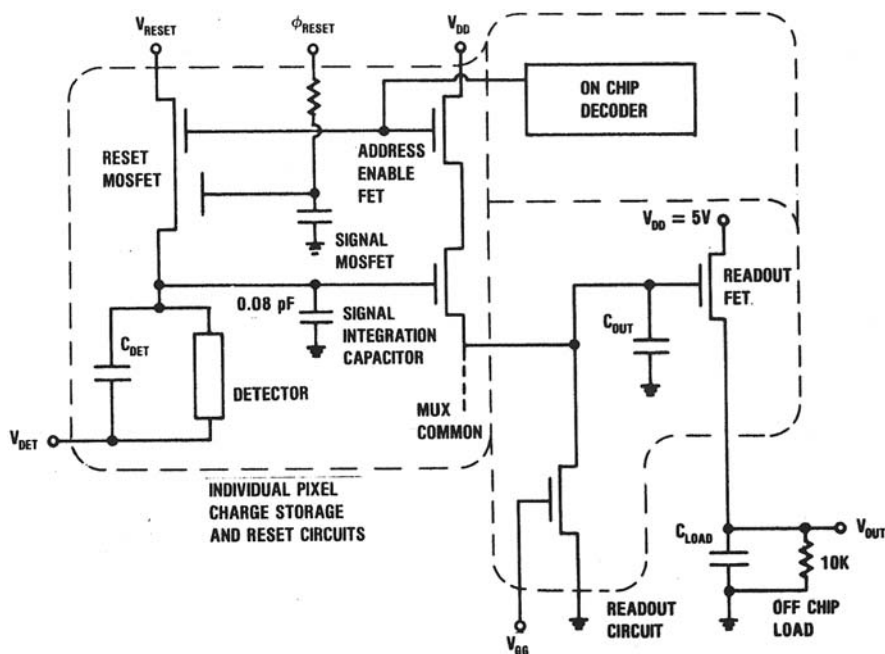 V_RESET
φ_RESET
V_DD
ON CHIP
DECODER
RESET
MOSFET
ADDRESS
ENABLE
FET
SIGNAL
MOSFET
V_DD = 5V
READOUT
FET
0.08 pF
SIGNAL
INTEGRATION
CAPACITOR
C_OUT
C_DET
DETECTOR
MUX
COMMON
V_DET
INDIVIDUAL PIXEL
CHARGE STORAGE
AND RESET CIRCUITS
C_LOAD
V_OUT
10K
READOUT
CIRCUIT
OFF CHIP
LOAD
V_GG